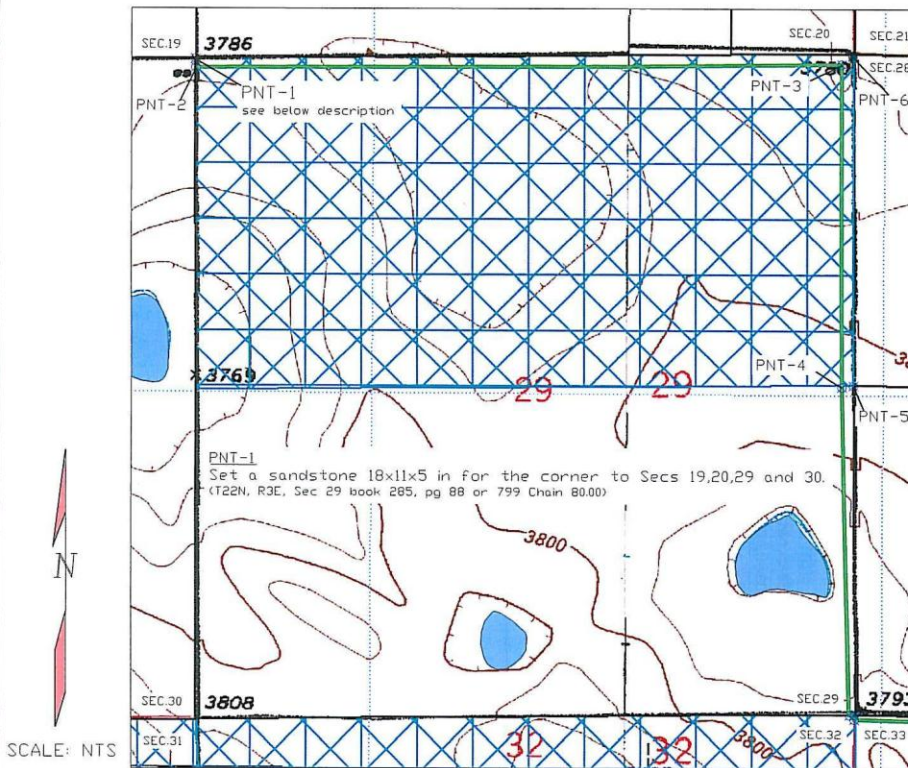 SEC.19
3786
SEC.20
SEC.21
PNT-2
PNT-1
see below description
PNT-3
PNT-6
3769
29
29
PNT-4
PNT-5
PNT-1
Set a sandstone 18x11x5 in for the corner to Secs 19,20,29 and 30.
(T22N, R3E, Sec 29 book 285, pg 88 or 799 Chain 80.00)
3800
N
SEC.30
3808
SEC.29
3793
SCALE: NTS
SEC.31
32
32
3800
SEC.32
SEC.33